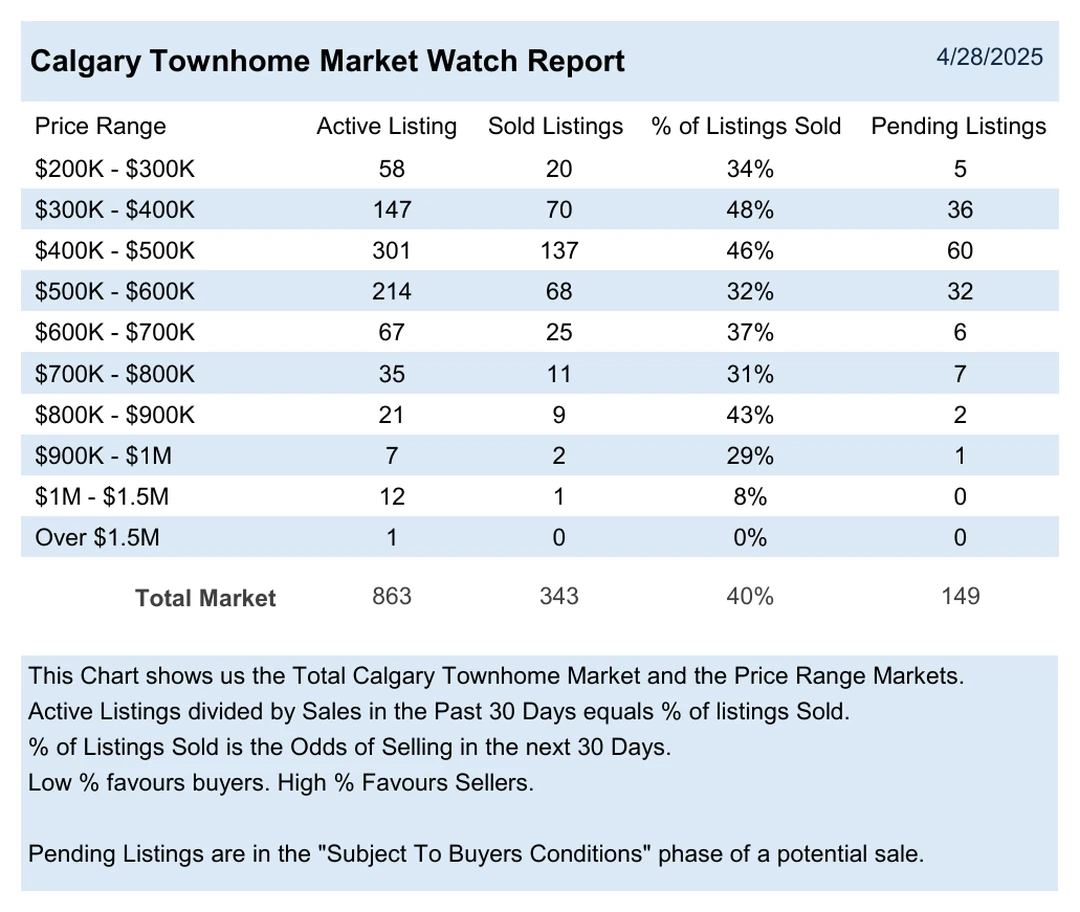 Calgary Townhome Market Watch Report 4/28/2025
Price Range Active Listing Sold Listings % of Listings Sold Pending Listings
$200K - $300K 58 20 34% 5
$300K - $400K 147 70 48% 36
$400K - $500K 301 137 46% 60
$500K - $600K 214 68 32% 32
$600K - $700K 67 25 37% 6
$700K - $800K 35 11 31% 7
$800K - $900K 21 9 43% 2
$900K - $1M 7 2 29% 1
$1M - $1.5M 12 1 8% 0
Over $1.5M 1 0 0% 0
Total Market 863 343 40% 149
This Chart shows us the Total Calgary Townhome Market and the Price Range Markets.
Active Listings divided by Sales in the Past 30 Days equals % of listings Sold.
% of Listings Sold is the Odds of Selling in the next 30 Days.
Low % favours buyers. High % Favours Sellers.
Pending Listings are in the "Subject To Buyers Conditions" phase of a potential sale.